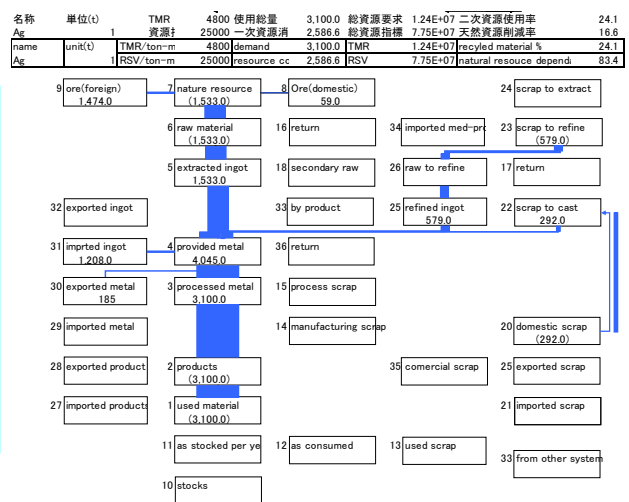 名称 単位(t) TMR 4800 使用総量 3,100.0 総資源要求 1.24E+07 二次資源使用率 24.1
Ag 1 資源 25000 一次資源消 2,586.6 総資源指標 7.75E+07 天然資源削減率 16.6
name unit(t) TMR/ton-m 4800 demand 3,100.0 TMR 1.24E+07 recyled material % 24.1
Ag 1 RSV/ton-m 25000 resource cc 2,586.6 RSV 7.75E+07 natural resouce depend 83.4
9 ore(foreign) 7 nature resource 8 Ore(domestic) 24 scrap to extract
1,474.0 (1,533.0) 59.0
6 raw material 16 return 34 imported med-pro 23 scrap to refine
(1,533.0) (579.0)
5 extracted ingot 18 secondary raw 26 raw to refine 17 return
1,533.0
32 exported ingot 33 by product 25 refined ingot 22 scrap to cast
579.0 292.0
31 imprted ingot 4 provided metal 36 return
1,208.0 4,045.0
30 exported metal 3 processed metal 15 process scrap
185 3,100.0
29 imported metal 14 manufacturing scrap 20 domestic scrap
(292.0)
28 exported product 2 products 35 comercial scrap 25 exported scrap
(3,100.0)
27 imported products 1 used material 21 imported scrap
(3,100.0)
11 as stocked per ye 12 as consumed 13 used scrap
33 from other system
10 stocks